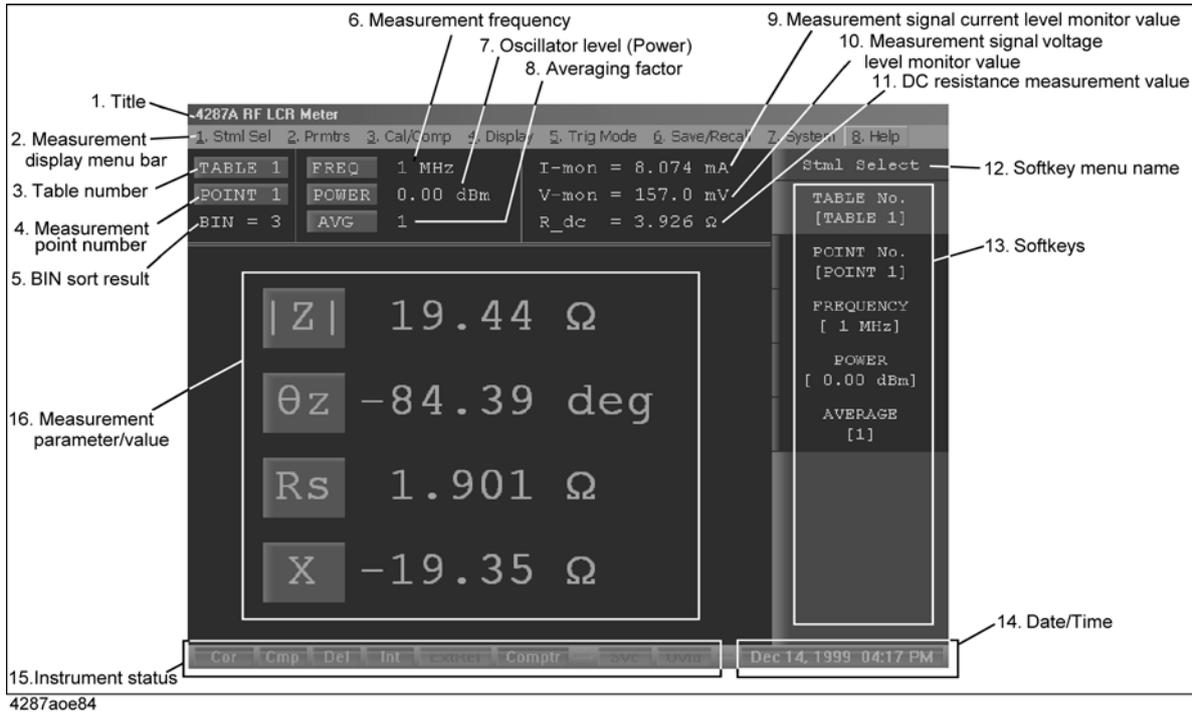 6. Measurement frequency
7. Oscillator level (Power)
8. Averaging factor
9. Measurement signal current level monitor value
10. Measurement signal voltage
level monitor value
11. DC resistance measurement value
1. Title
2. Measurement
display menu bar
3. Table number
4. Measurement
point number
5. BIN sort result
4287A RF LCR Meter
1. Stml Sel 2. Prmtrs 3. Cal/Comp 4. Display 5. Trig Mode 6. Save/Recall 7. System 8. Help
TABLE 1 FREQ 1 MHz I-mon = 8.074 mA
POINT 1 POWER 0.00 dBm V-mon = 157.0 mV
BIN = 3 AVG 1 R_dc = 3.926 Ω
Stml Select
12. Softkey menu name
TABLE No.
[TABLE 1]
POINT No.
[POINT 1]
13. Softkeys
FREQUENCY
[ 1 MHz]
POWER
[ 0.00 dBm]
AVERAGE
[1]
|Z| 19.44 Ω
θz -84.39 deg
Rs 1.901 Ω
X -19.35 Ω
16. Measurement
parameter/value
14. Date/Time
15.Instrument status
Cor Cmp Del Int ExtRef Comptr Svc Ovld Dec 14, 1999 04:17 PM
4287aoe84